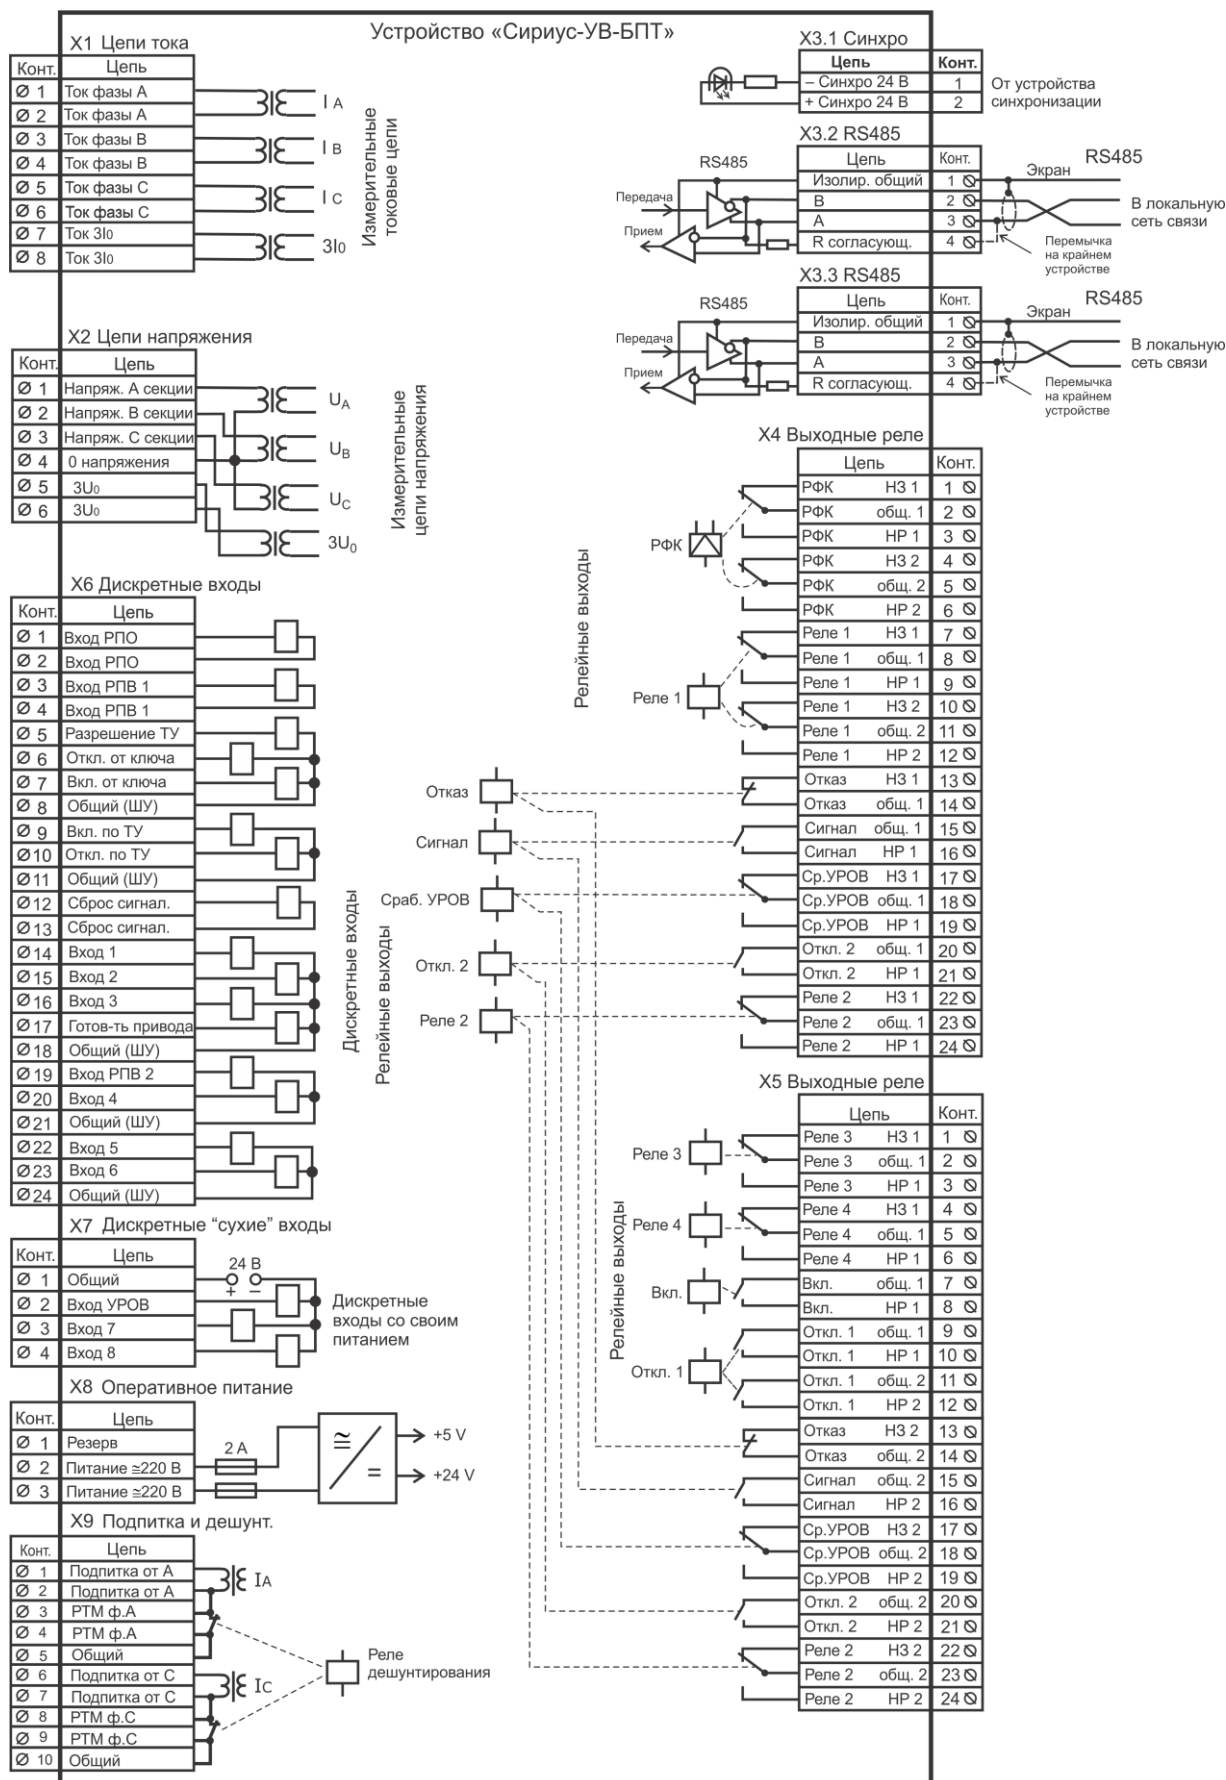 Устройство «Сириус-УВ-БПТ»
X1 Цепи тока
Конт. Цепь
Ø 1 Ток фазы А
Ø 2 Ток фазы А
Ø 3 Ток фазы В
Ø 4 Ток фазы В
Ø 5 Ток фазы С
Ø 6 Ток фазы С
Ø 7 Ток 3I0
Ø 8 Ток 3I0
I A
I B
I C
3I0
Измерительные
токовые цепи
X2 Цепи напряжения
Конт. Цепь
Ø 1 Напряж. А секции
Ø 2 Напряж. В секции
Ø 3 Напряж. С секции
Ø 4 0 напряжения
Ø 5 3U0
Ø 6 3U0
UA
UB
UC
3U0
Измерительные
цепи напряжения
X6 Дискретные входы
Конт. Цепь
Ø 1 Вход РПО
Ø 2 Вход РПО
Ø 3 Вход РПВ 1
Ø 4 Вход РПВ 1
Ø 5 Разрешение ТУ
Ø 6 Откл. от ключа
Ø 7 Вкл. от ключа
Ø 8 Общий (ШУ)
Ø 9 Вкл. по ТУ
Ø 10 Откл. по ТУ
Ø 11 Общий (ШУ)
Ø 12 Сброс сигнал.
Ø 13 Сброс сигнал.
Ø 14 Вход 1
Ø 15 Вход 2
Ø 16 Вход 3
Ø 17 Готов-ть привода
Ø 18 Общий (ШУ)
Ø 19 Вход РПВ 2
Ø 20 Вход 4
Ø 21 Общий (ШУ)
Ø 22 Вход 5
Ø 23 Вход 6
Ø 24 Общий (ШУ)
Дискретные входы
X7 Дискретные “сухие” входы
Конт. Цепь
Ø 1 Общий
Ø 2 Вход УРОВ
Ø 3 Вход 7
Ø 4 Вход 8
24 В
+ −
Дискретные
входы со своим
питанием
X8 Оперативное питание
Конт. Цепь
Ø 1 Резерв
Ø 2 Питание ≅220 В
Ø 3 Питание ≅220 В
2 А
≅
=
+5 V
+24 V
X9 Подпитка и дешунт.
Конт. Цепь
Ø 1 Подпитка от А
Ø 2 Подпитка от А
Ø 3 РТМ ф.А
Ø 4 РТМ ф.А
Ø 5 Общий
Ø 6 Подпитка от С
Ø 7 Подпитка от С
Ø 8 РТМ ф.С
Ø 9 РТМ ф.С
Ø 10 Общий
IA
IC
Реле
дешунтирования
X3.1 Синхро
Цепь Конт.
– Синхро 24 В 1
+ Синхро 24 В 2
От устройства
синхронизации
X3.2 RS485
Цепь Конт.
Изолир. общий 1
B 2
A 3
R согласующ. 4
RS485
Передача
Прием
Экран
RS485
В локальную
сеть связи
Перемычка
на крайнем
устройстве
X3.3 RS485
Цепь Конт.
Изолир. общий 1
B 2
A 3
R согласующ. 4
RS485
Передача
Прием
Экран
RS485
В локальную
сеть связи
Перемычка
на крайнем
устройстве
X4 Выходные реле
Цепь Конт.
РФК НЗ 1 1
РФК общ. 1 2
РФК НР 1 3
РФК НЗ 2 4
РФК общ. 2 5
РФК НР 2 6
Реле 1 НЗ 1 7
Реле 1 общ. 1 8
Реле 1 НР 1 9
Реле 1 НЗ 2 10
Реле 1 общ. 2 11
Реле 1 НР 2 12
Отказ НЗ 1 13
Отказ общ. 1 14
Сигнал общ. 1 15
Сигнал НР 1 16
Ср.УРОВ НЗ 1 17
Ср.УРОВ общ. 1 18
Ср.УРОВ НР 1 19
Откл. 2 общ. 1 20
Откл. 2 НР 1 21
Реле 2 НЗ 1 22
Реле 2 общ. 1 23
Реле 2 НР 1 24
РФК
Реле 1
Релейные выходы
Отказ
Сигнал
Сраб. УРОВ
Откл. 2
Реле 2
Релейные выходы
X5 Выходные реле
Цепь Конт.
Реле 3 НЗ 1 1
Реле 3 общ. 1 2
Реле 3 НР 1 3
Реле 4 НЗ 1 4
Реле 4 общ. 1 5
Реле 4 НР 1 6
Вкл. общ. 1 7
Вкл. НР 1 8
Откл. 1 общ. 1 9
Откл. 1 НР 1 10
Откл. 1 общ. 2 11
Откл. 1 НР 2 12
Отказ НЗ 2 13
Отказ общ. 2 14
Сигнал общ. 2 15
Сигнал НР 2 16
Ср.УРОВ НЗ 2 17
Ср.УРОВ общ. 2 18
Ср.УРОВ НР 2 19
Откл. 2 общ. 2 20
Откл. 2 НР 2 21
Реле 2 НЗ 2 22
Реле 2 общ. 2 23
Реле 2 НР 2 24
Реле 3
Реле 4
Вкл.
Откл. 1
Релейные выходы